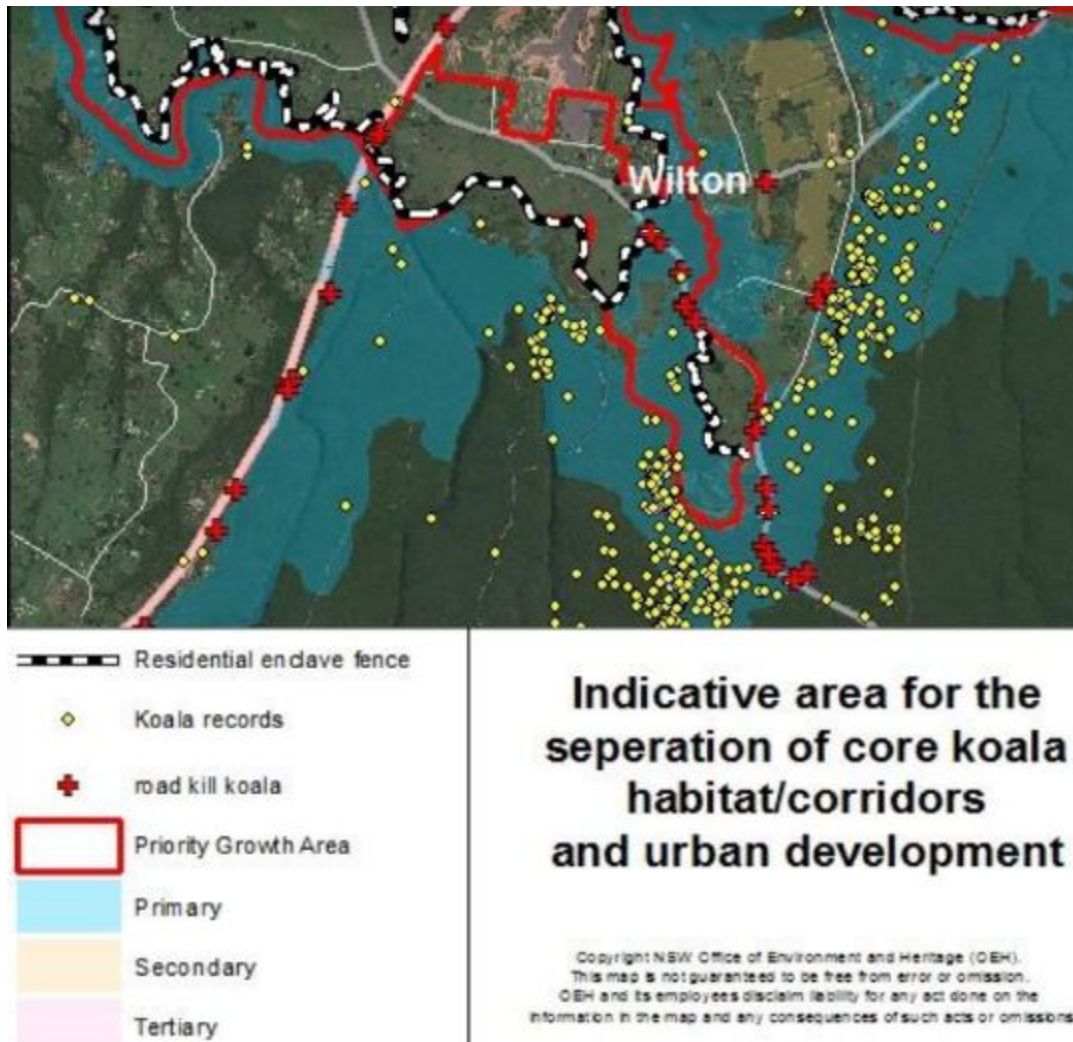 Wilton
Residential enclave fence
Koala records
road kill koala
Priority Growth Area
Primary
Secondary
Tertiary
Indicative area for the
seperation of core koala
habitat/corridors
and urban development
Copyright NSW Office of Environment and Heritage (OEH).
This map is not guaranteed to be free from error or omission.
OEH and its employees disclaim liability for any act done on the
information in the map and any consequences of such acts or omissions